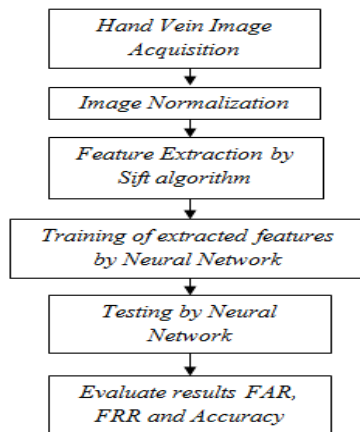 Hand Vein Image
Acquisition
Image Normalization
Feature Extraction by
Sift algorithm
Training of extracted features
by Neural Network
Testing by Neural
Network
Evaluate results FAR,
FRR and Accuracy